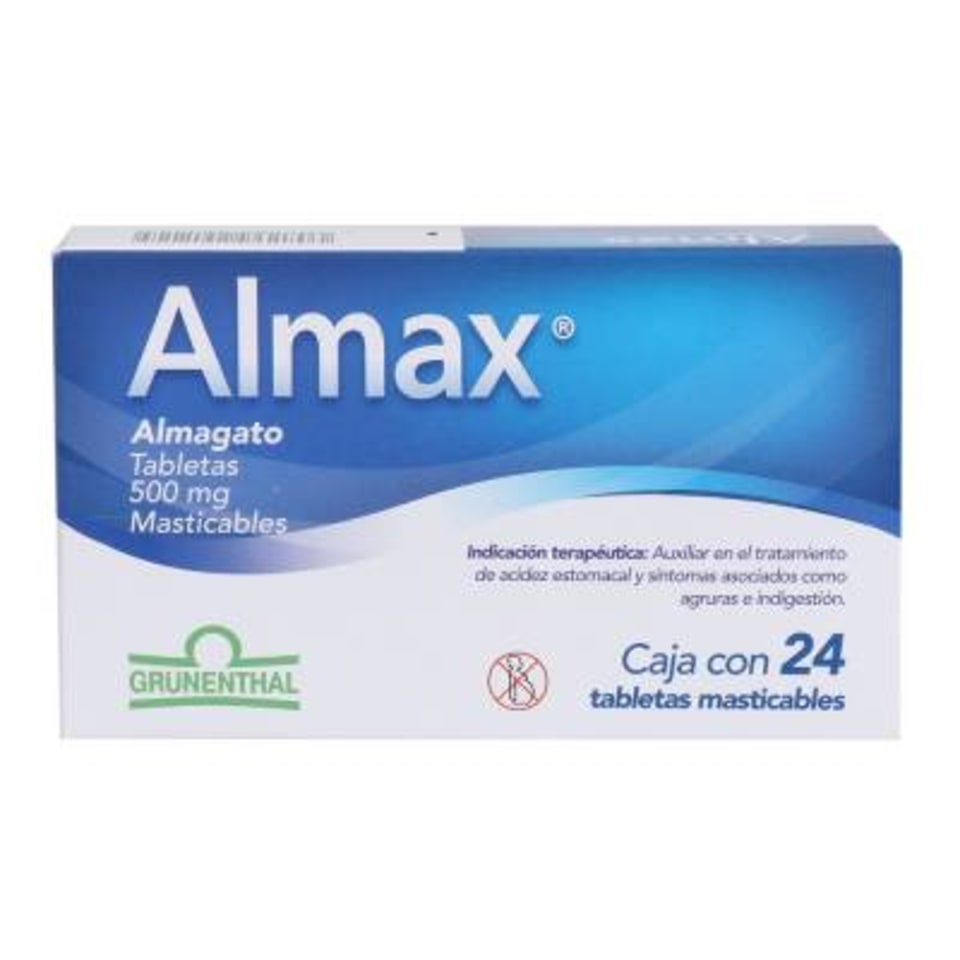 Almax®
Almagato
Tabletas
500 mg
Masticables
Indicación terapéutica: Auxiliar en el tratamiento
de acidez estomacal y síntomas asociados como
agruras e indigestión.
GRUNENTHAL
Caja con 24
tabletas masticables